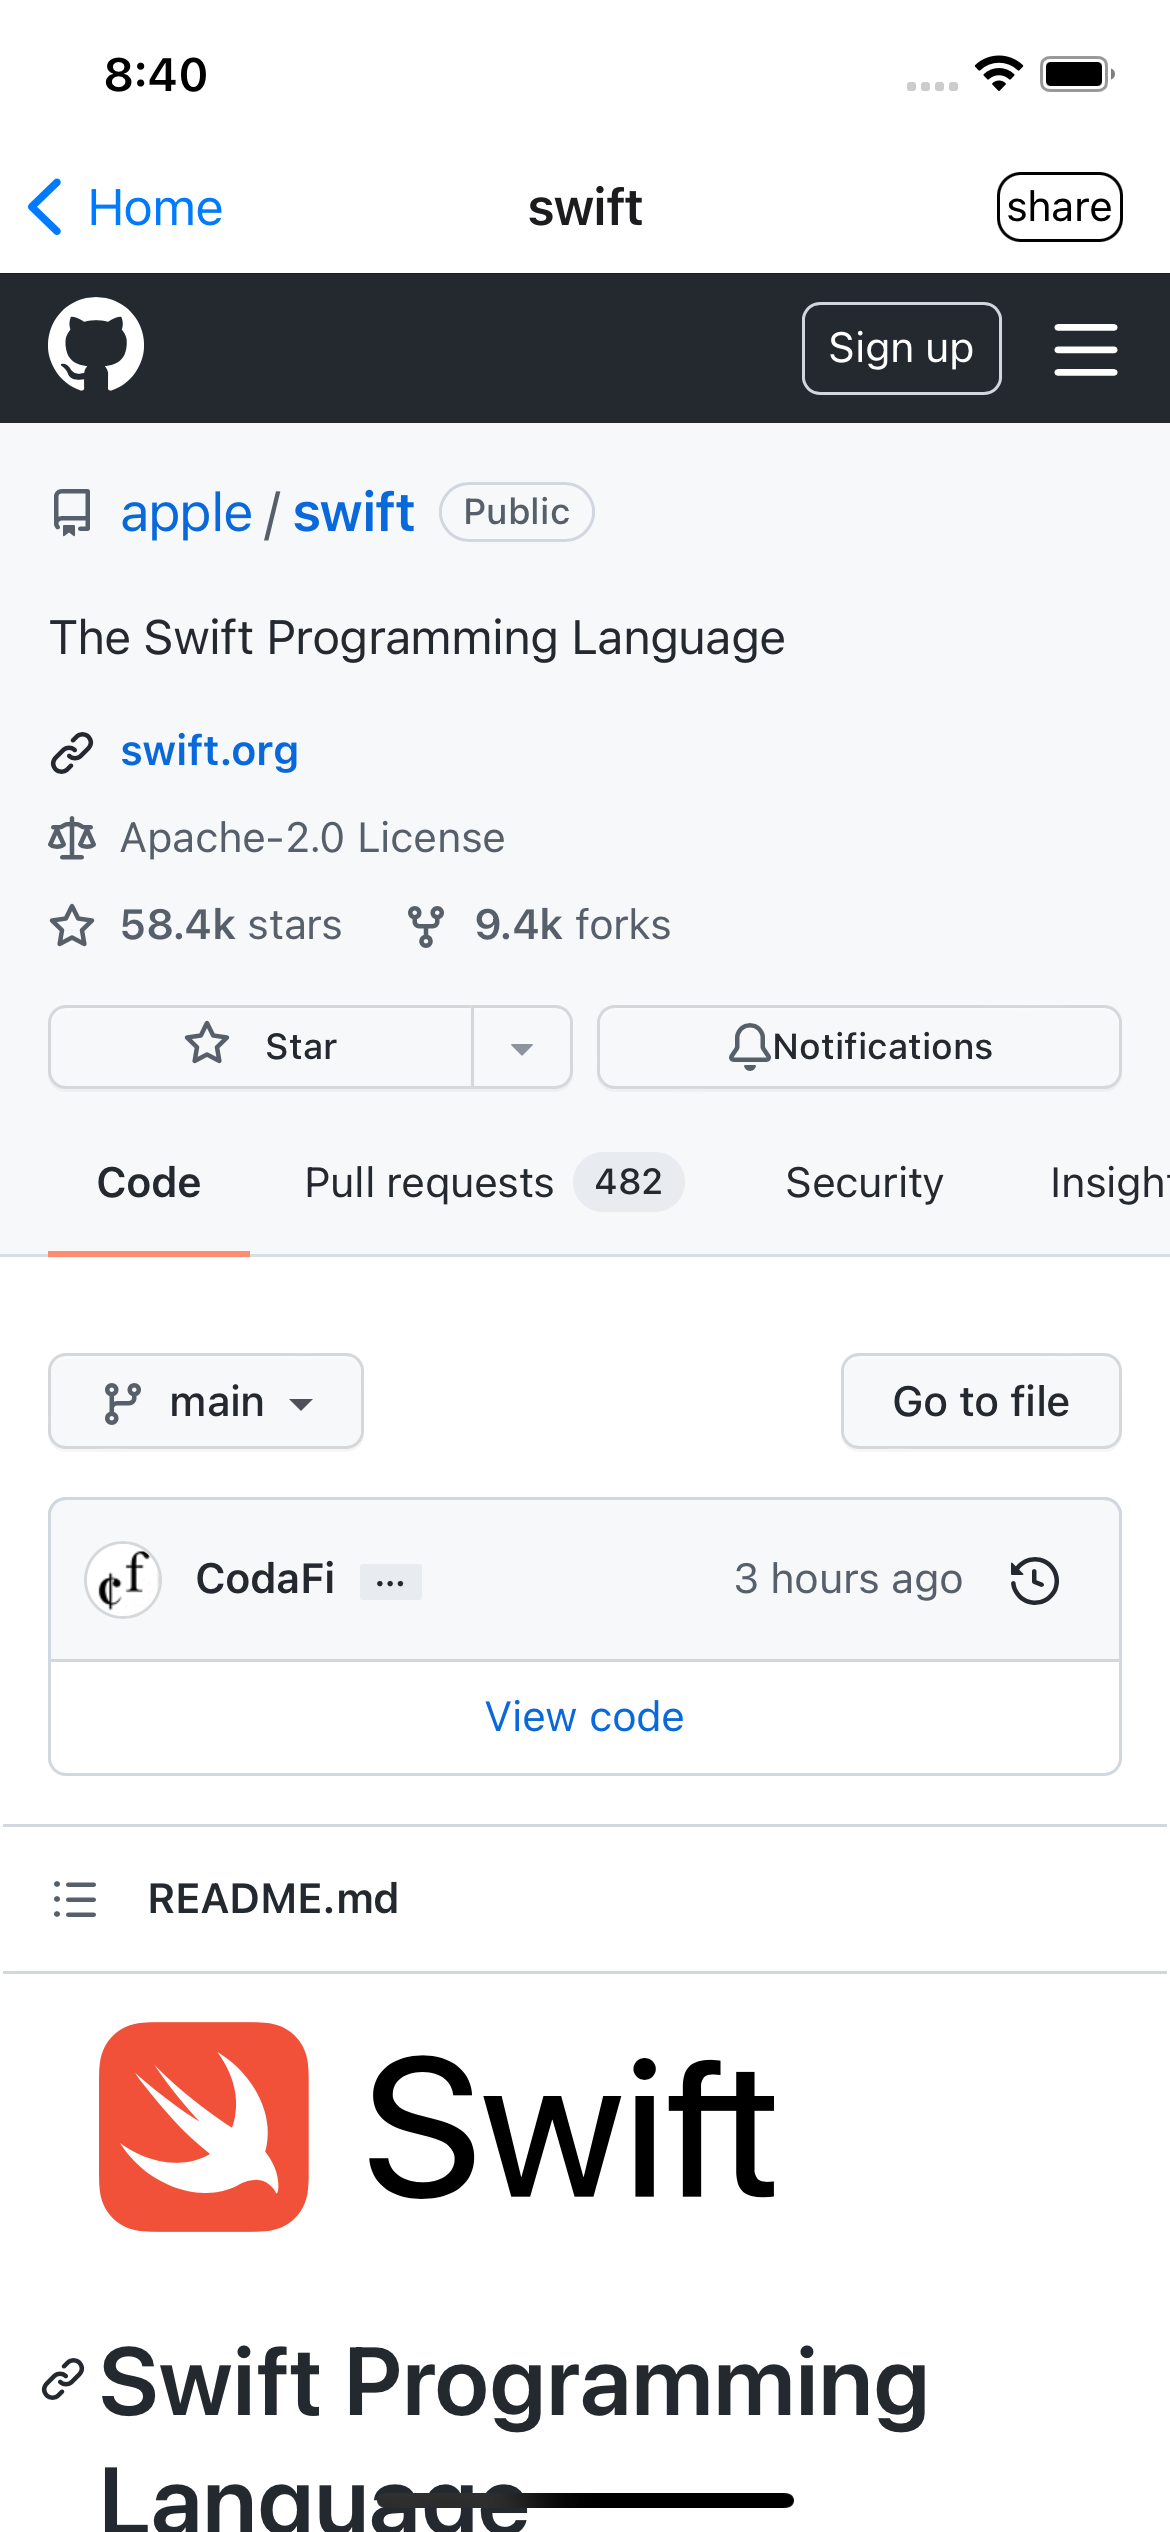 8:40
Home swift share
Sign up
apple / swift Public
The Swift Programming Language
swift.org
Apache-2.0 License
58.4k stars 9.4k forks
Star Notifications
Code Pull requests 482 Security Insight
main Go to file
¢f CodaFi ... 3 hours ago
View code
README.md
Swift
Swift Programming
Language